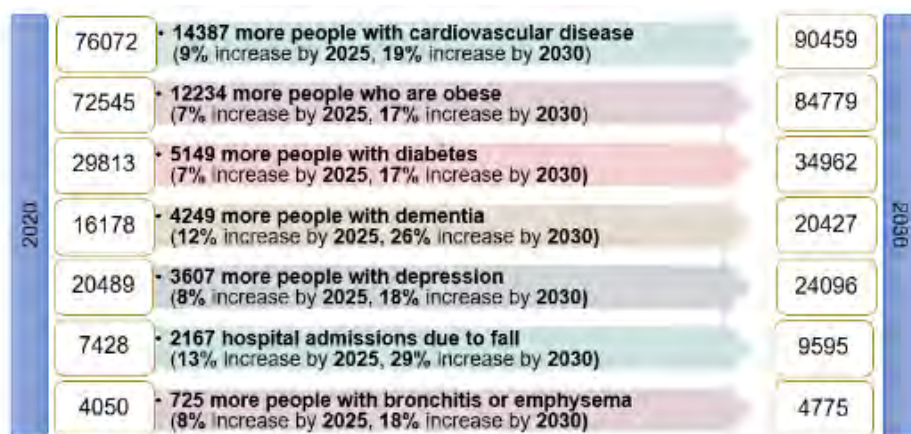 2020
76072
• 14387 more people with cardiovascular disease
(9% increase by 2025, 19% increase by 2030)
90459
72545
• 12234 more people who are obese
(7% increase by 2025, 17% increase by 2030)
84779
29813
• 5149 more people with diabetes
(7% increase by 2025, 17% increase by 2030)
34962
16178
• 4249 more people with dementia
(12% increase by 2025, 26% increase by 2030)
20427
20489
• 3607 more people with depression
(8% increase by 2025, 18% increase by 2030)
24096
7428
• 2167 hospital admissions due to fall
(13% increase by 2025, 29% increase by 2030)
9595
4050
• 725 more people with bronchitis or emphysema
(8% increase by 2025, 18% increase by 2030)
4775
2030